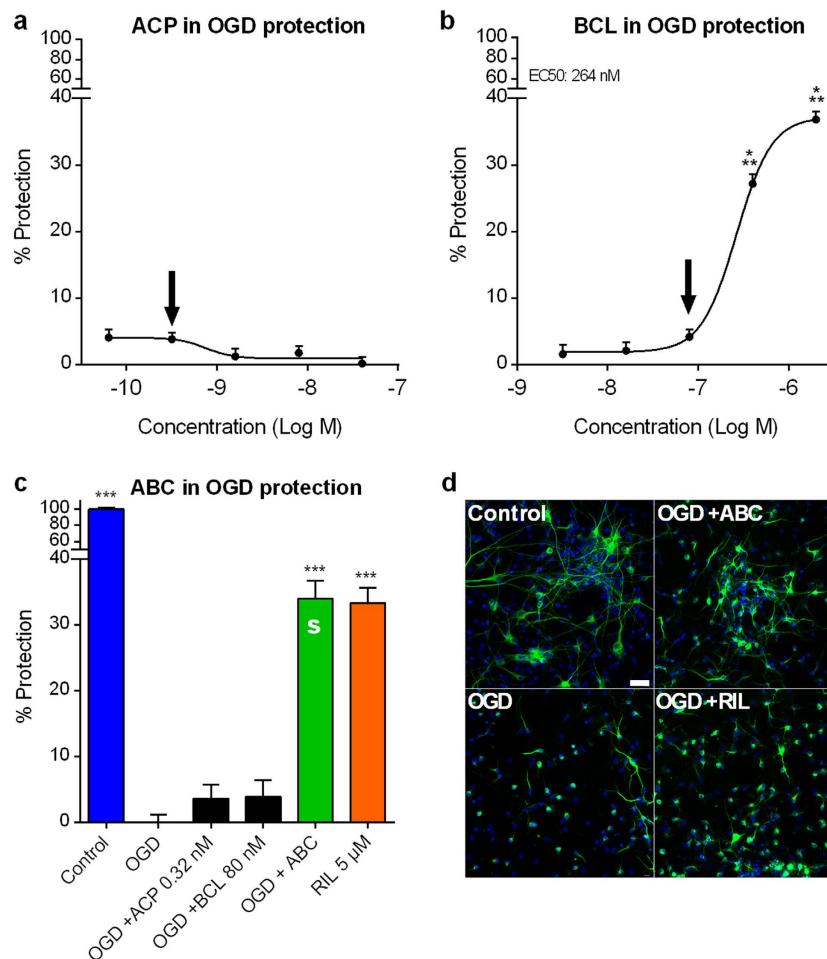 a
ACP in OGD protection
100
80
60
40
30
20
10
0
% Protection
-10
-9
-8
-7
Concentration (Log M)
b
BCL in OGD protection
EC50: 264 nM
100
80
60
40
30
20
10
0
% Protection
*
**
*
**
-9
-8
-7
-6
Concentration (Log M)
c
ABC in OGD protection
100
80
60
40
30
20
10
0
% Protection
***
***
***
S
Control
OGD
OGD +ACP 0.32 nM
OGD +BCL 80 nM
OGD + ABC
RIL 5 µM
d
Control
OGD +ABC
OGD
OGD +RIL